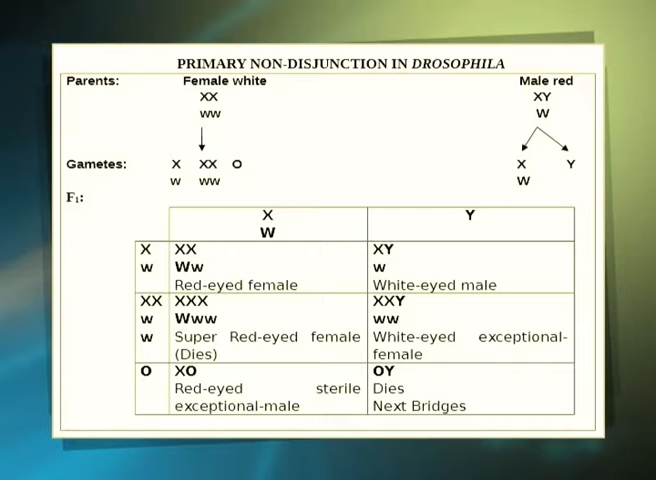 PRIMARY NON-DISJUNCTION IN DROSOPHILA
Parents: Female white Male red
XX XY
ww W
Gametes: X XX O X Y
w ww W
F₁:
X Y
W
X XX XY
w Ww w
Red-eyed female White-eyed male
XX XXX XXY
w Www ww
w Super Red-eyed female White-eyed exceptional-
(Dies) female
O XO OY
Red-eyed sterile Dies
exceptional-male Next Bridges